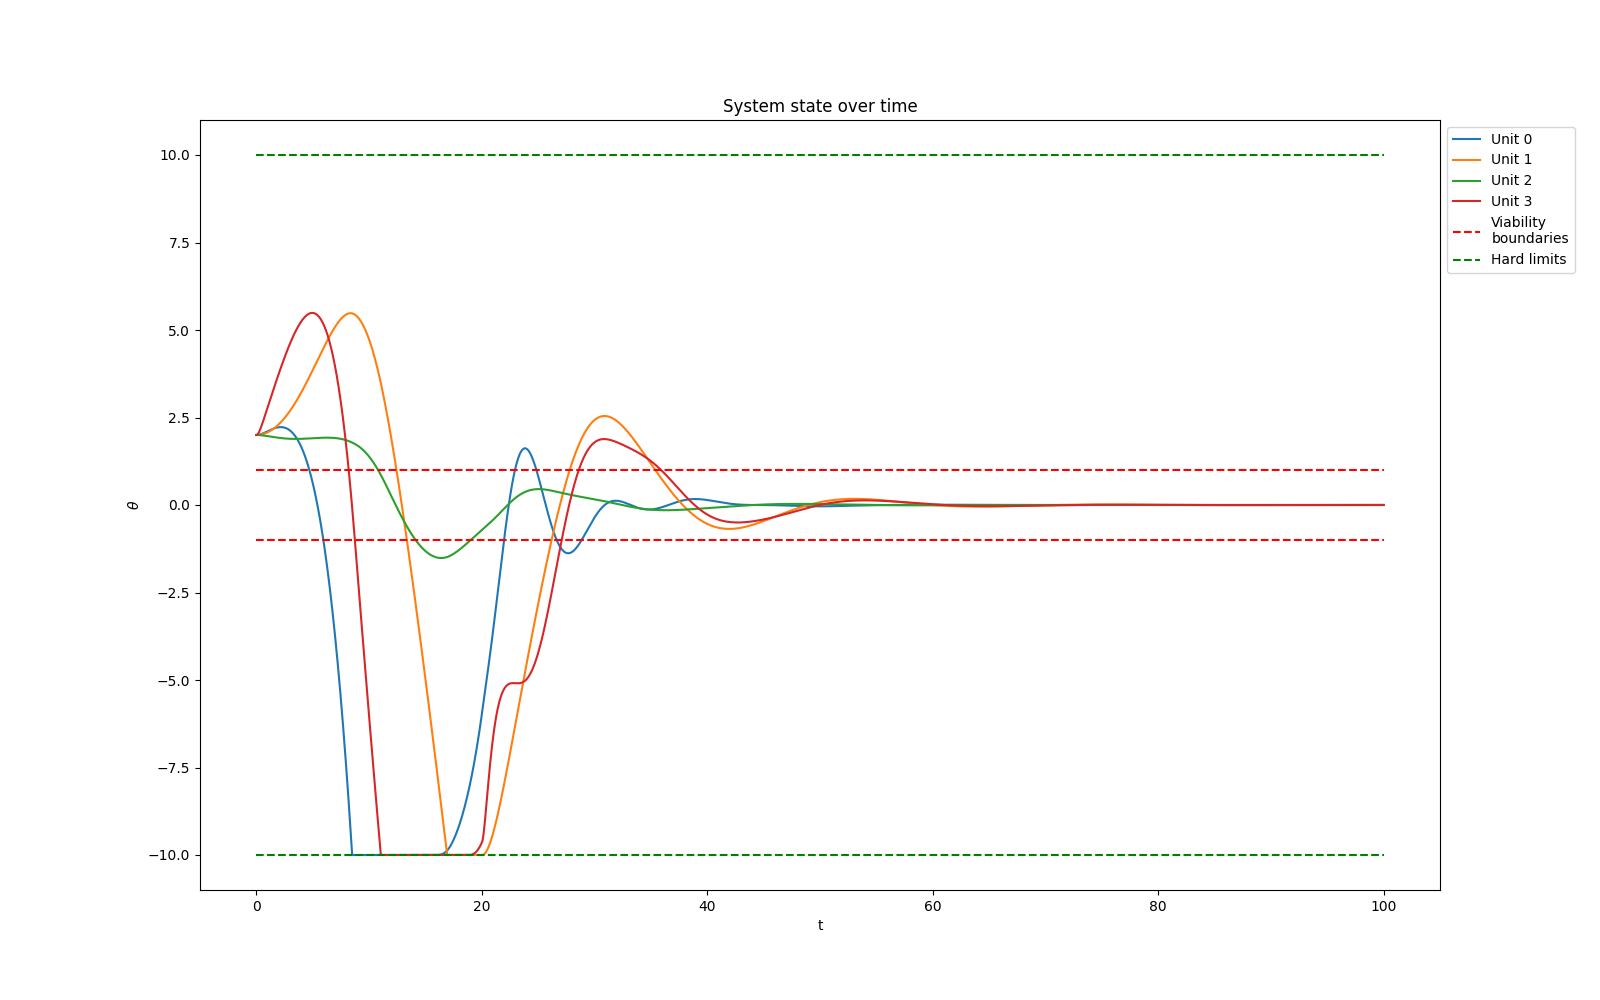 System state over time
10.0
7.5
5.0
2.5
0.0
−2.5
−5.0
−7.5
−10.0
θ
0
20
40
60
80
100
t
Unit 0
Unit 1
Unit 2
Unit 3
Viability
boundaries
Hard limits